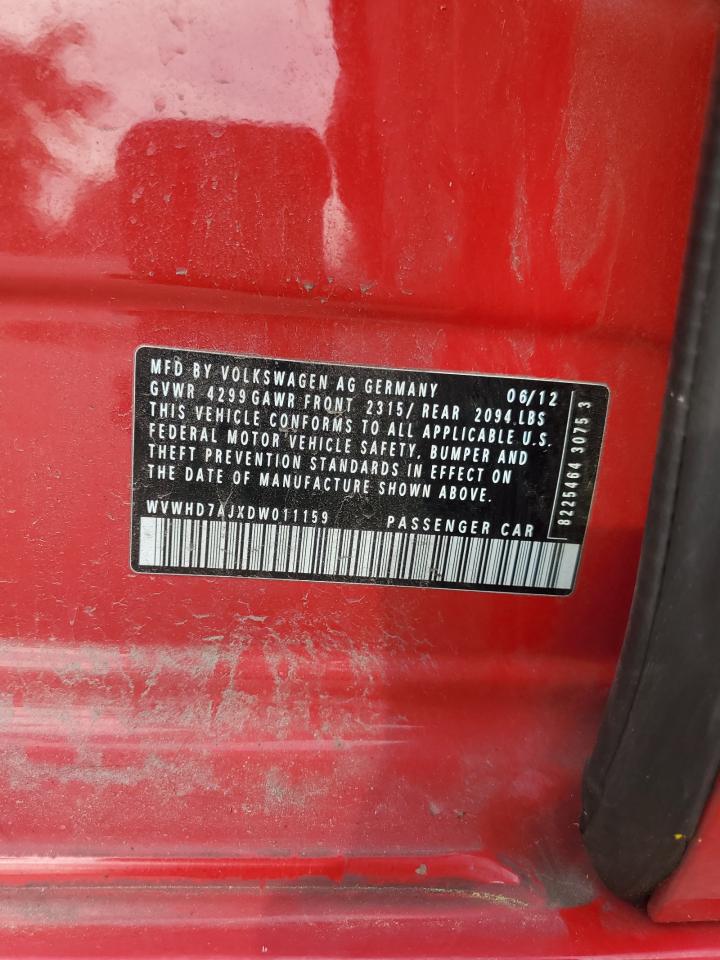 MFD BY VOLKSWAGEN AG GERMANY 06/12
GVWR 4299 GAWR FRONT 2315/ REAR 2094 LBS
THIS VEHICLE CONFORMS TO ALL APPLICABLE U.S.
FEDERAL MOTOR VEHICLE SAFETY, BUMPER AND
THEFT PREVENTION STANDARDS IN EFFECT ON
THE DATE OF MANUFACTURE SHOWN ABOVE.
WVWHD7AJXDW011159 PASSENGER CAR
8225464 3075 3